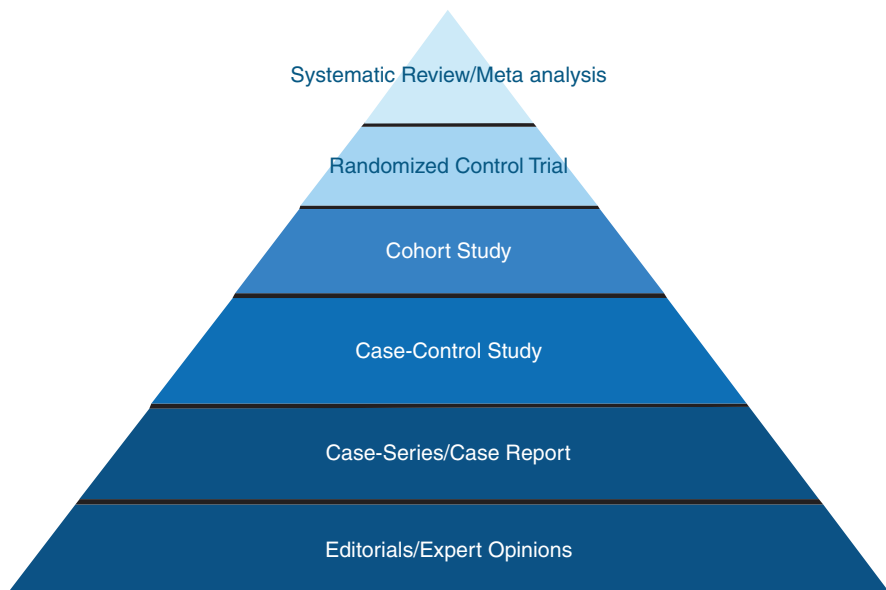 Systematic Review/Meta analysis
Randomized Control Trial
Cohort Study
Case-Control Study
Case-Series/Case Report
Editorials/Expert Opinions